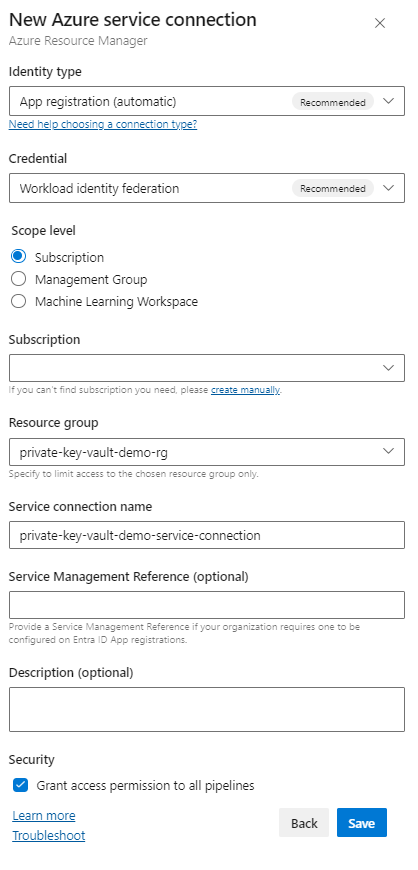 New Azure service connection
Azure Resource Manager
Identity type
App registration (automatic) Recommended
Need help choosing a connection type?
Credential
Workload identity federation Recommended
Scope level
Subscription
Management Group
Machine Learning Workspace
Subscription
If you can't find subscription you need, please create manually.
Resource group
private-key-vault-demo-rg
Specify to limit access to the chosen resource group only.
Service connection name
private-key-vault-demo-service-connection
Service Management Reference (optional)
Provide a Service Management Reference if your organization requires one to be
configured on Entra ID App registrations.
Description (optional)
Security
Grant access permission to all pipelines
Learn more
Troubleshoot
Back Save